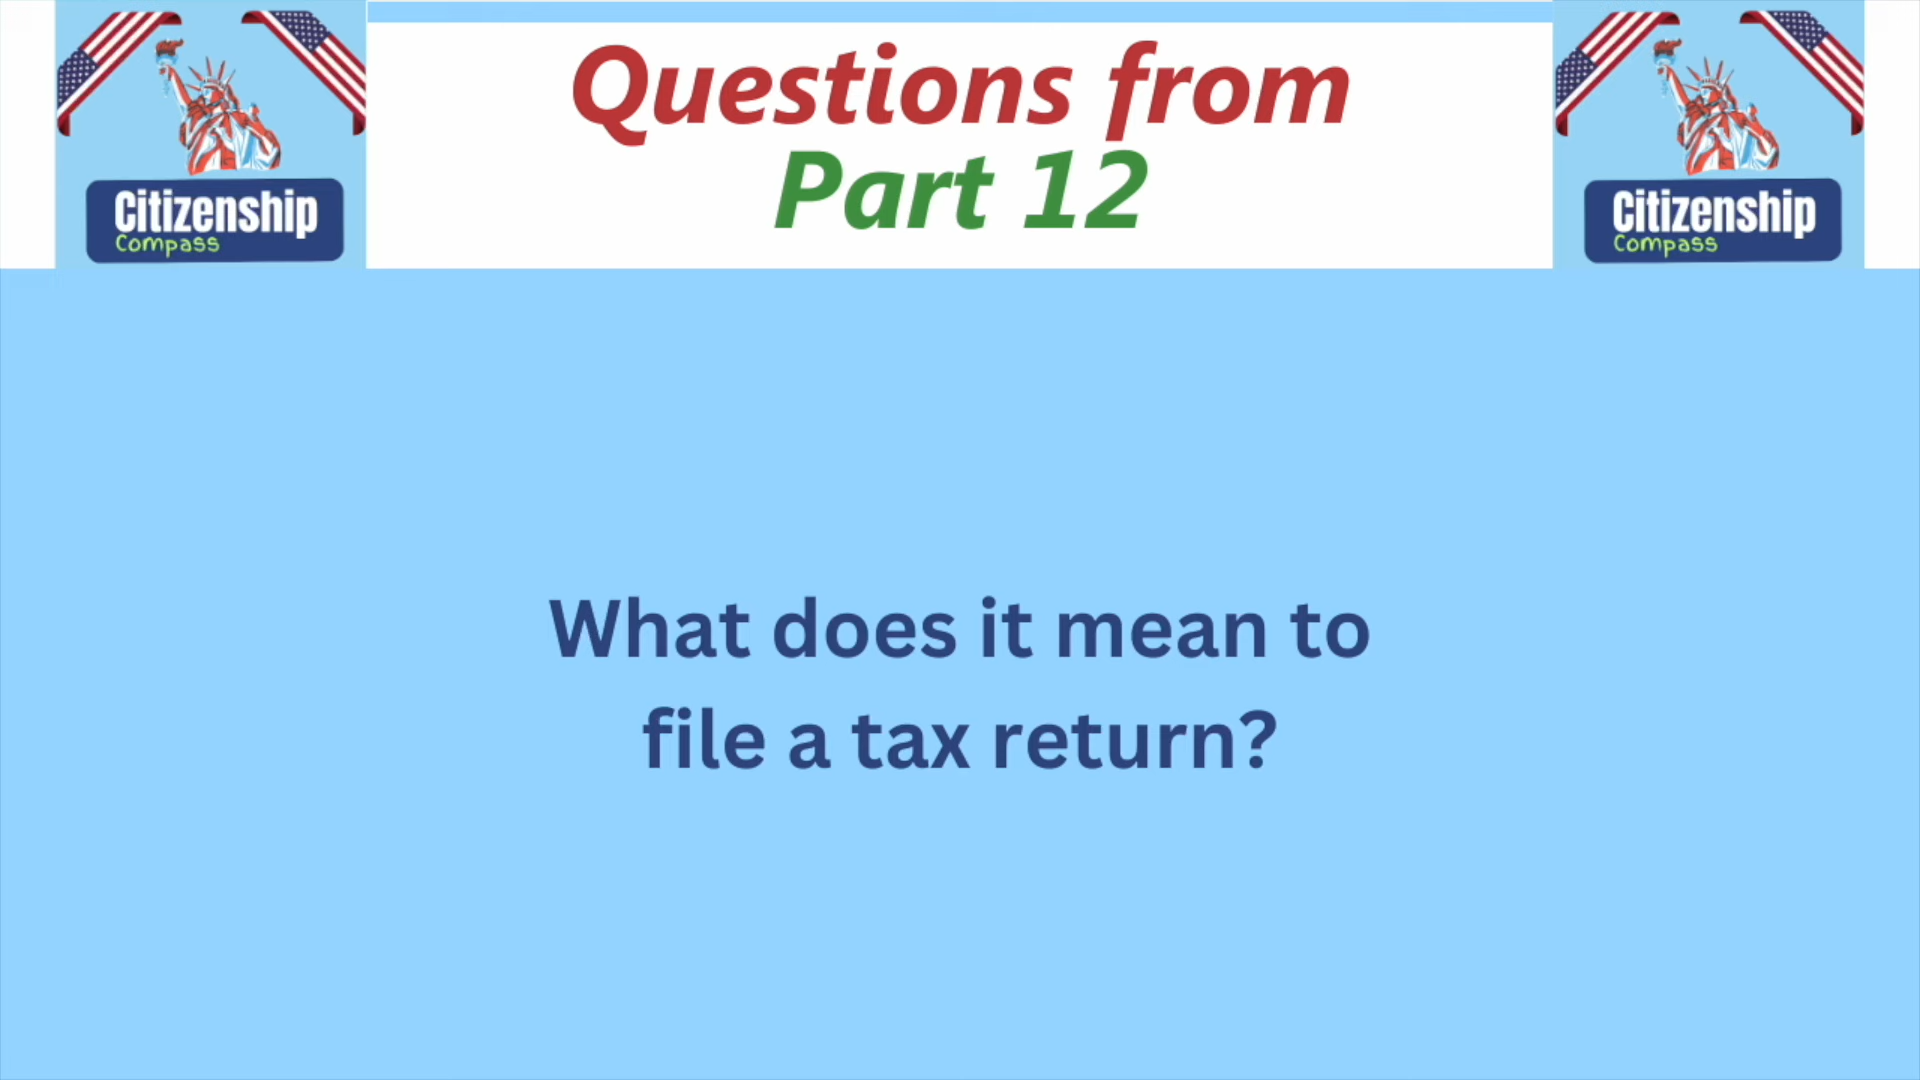 Questions from
Part 12
Citizenship
Compass
Citizenship
Compass
What does it mean to
file a tax return?